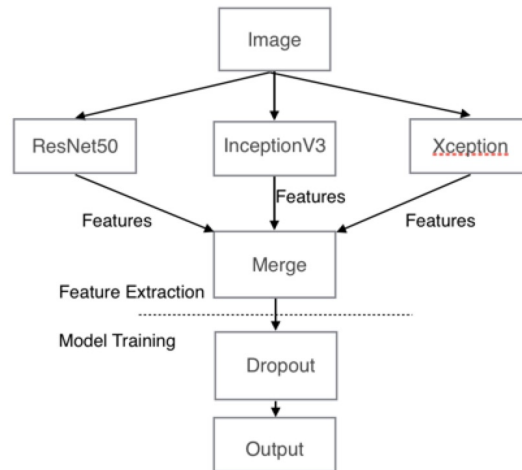 Image
ResNet50
InceptionV3
Xception
Features
Features
Features
Merge
Feature Extraction
Model Training
Dropout
Output